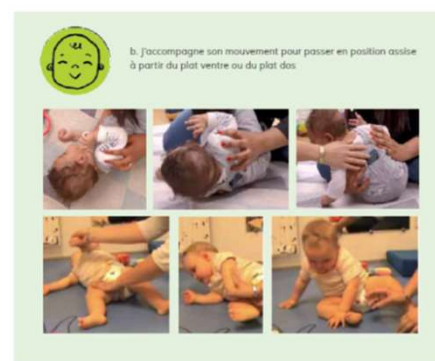 b. J'accompagne son mouvement pour passer en position assise
à partir du plat ventre ou du plat dos